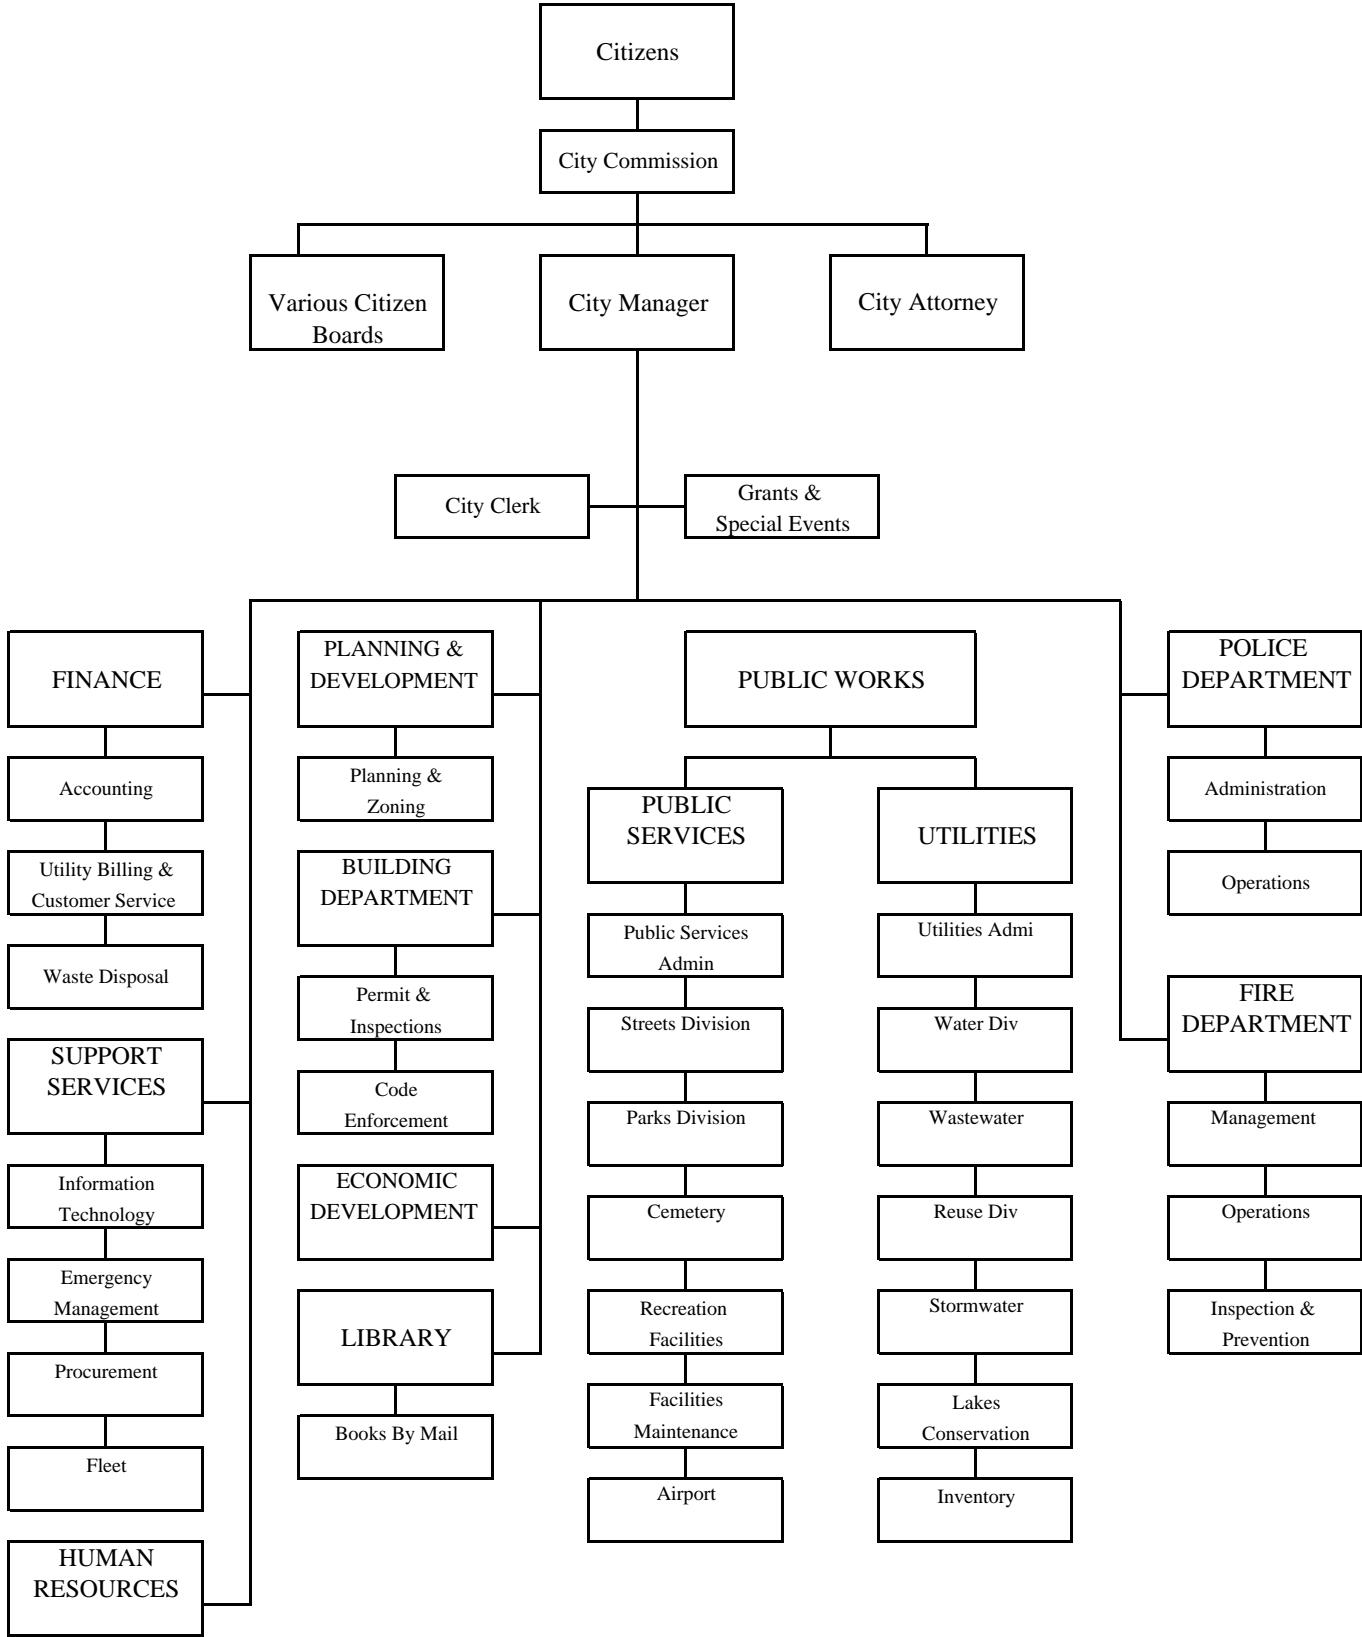 Citizens
City Commission
Various Citizen
Boards
City Manager
City Attorney
City Clerk
Grants &
Special Events
FINANCE
Accounting
Utility Billing &
Customer Service
Waste Disposal
SUPPORT
SERVICES
Information
Technology
Emergency
Management
Procurement
Fleet
HUMAN
RESOURCES
PLANNING &
DEVELOPMENT
Planning &
Zoning
BUILDING
DEPARTMENT
Permit &
Inspections
Code
Enforcement
ECONOMIC
DEVELOPMENT
LIBRARY
Books By Mail
PUBLIC WORKS
PUBLIC
SERVICES
Public Services
Admin
Streets Division
Parks Division
Cemetery
Recreation
Facilities
Facilities
Maintenance
Airport
UTILITIES
Utilities Admi
Water Div
Wastewater
Reuse Div
Stormwater
Lakes
Conservation
Inventory
POLICE
DEPARTMENT
Administration
Operations
FIRE
DEPARTMENT
Management
Operations
Inspection &
Prevention